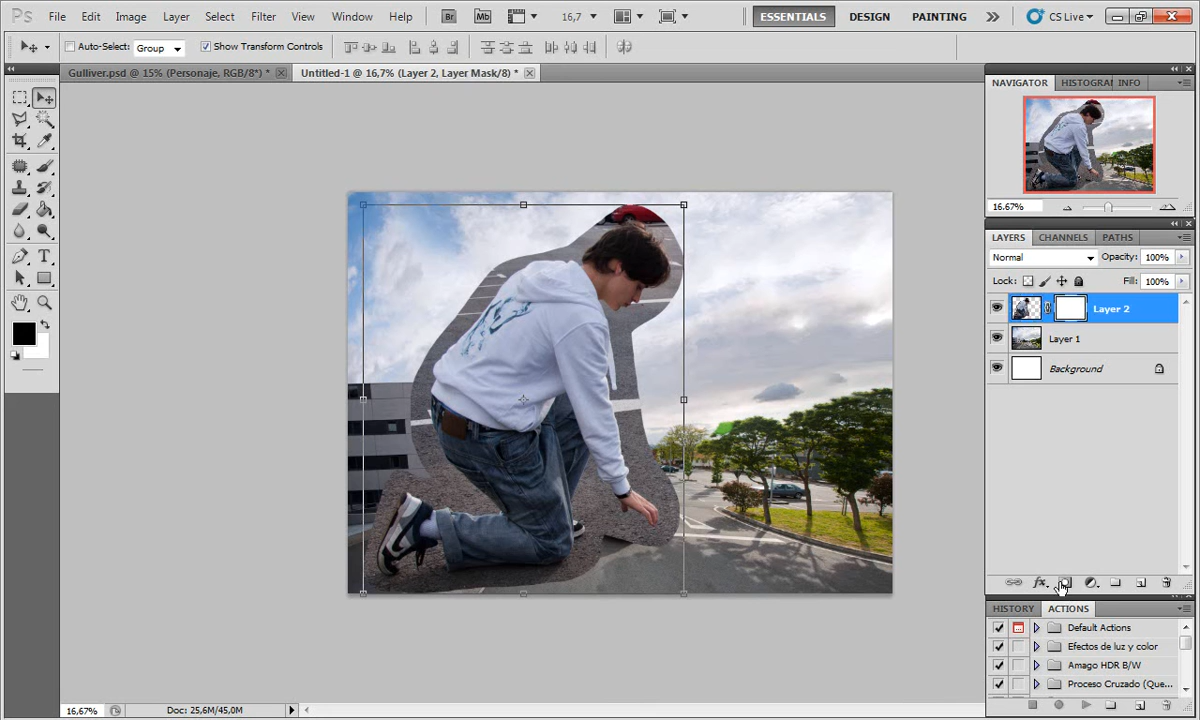 Ps File Edit Image Layer Select Filter View Window Help Br Mb 16,7 ESSENTIALS DESIGN PAINTING CS Live
Auto-Select: Group Show Transform Controls
Gulliver.psd @ 15% (Personaje, RGB/8*) * Untitled-1 @ 16,7% (Layer 2, Layer Mask/8) *
NAVIGATOR HISTOGRAM INFO
16.67%
LAYERS CHANNELS PATHS
Normal Opacity: 100%
Lock: Fill: 100%
Layer 2
Layer 1
Background
fx
HISTORY ACTIONS
Default Actions
Efectos de luz y color
Amago HDR B/W
Proceso Cruzado (Que...
16,67% Doc: 25,6M/45,0M